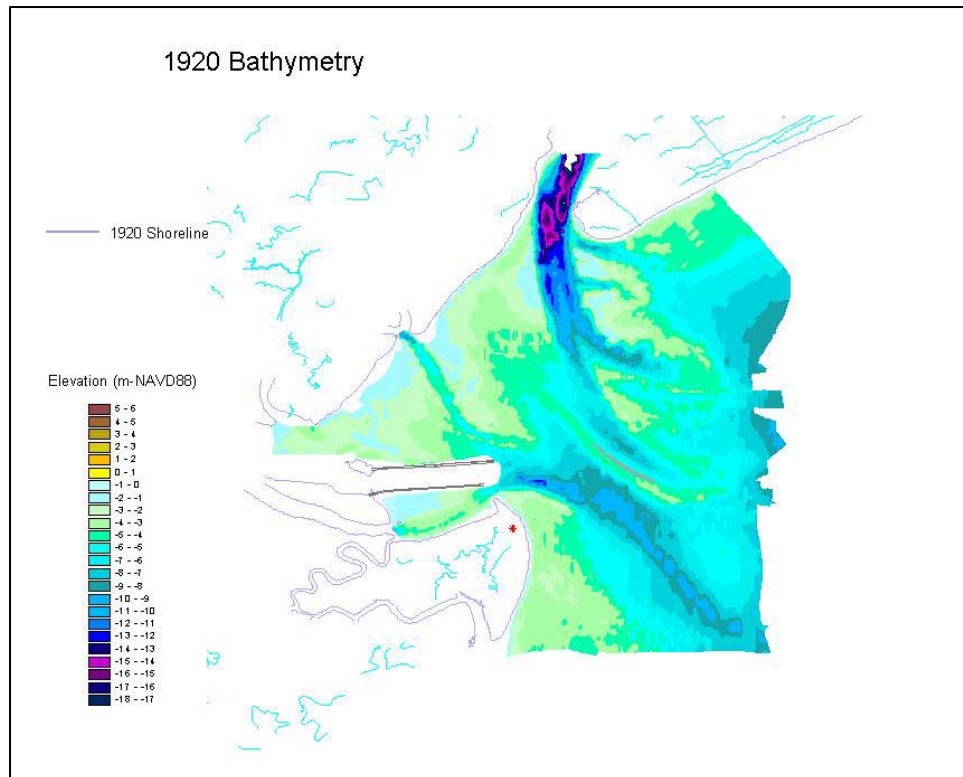 1920 Bathymetry
1920 Shoreline
Elevation (m-NAVD88)
5 - 6
4 - 5
3 - 4
2 - 3
1 - 2
0 - 1
-1 - 0
-2 - -1
-3 - -2
-4 - -3
-5 - -4
-6 - -5
-7 - -6
-8 - -7
-9 - -8
-10 - -9
-11 - -10
-12 - -11
-13 - -12
-14 - -13
-15 - -14
-16 - -15
-17 - -16
-18 - -17